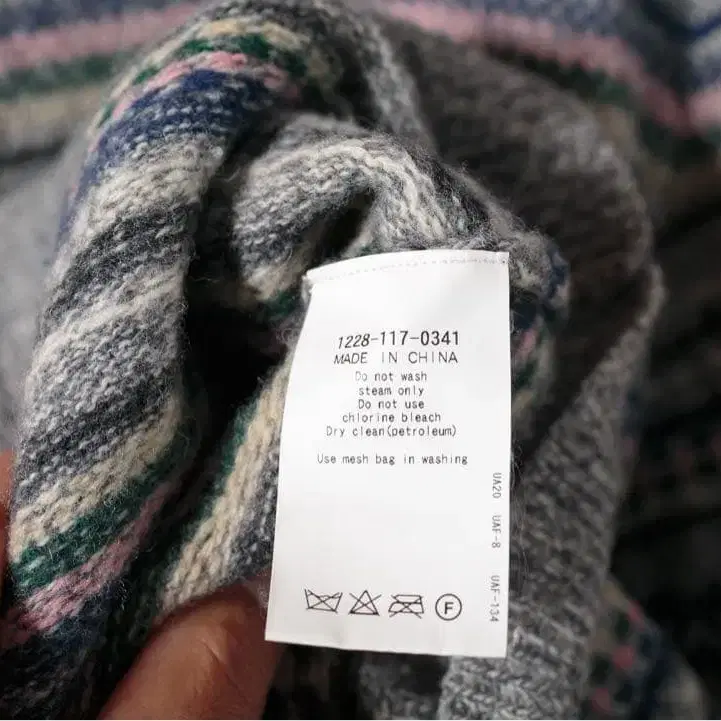 1228-117-0341
MADE IN CHINA
Do not wash
steam only
Do not use
chlorine bleach
Dry clean(petroleum)
Use mesh bag in washing
UA20 UAF-8 UAF-134
F